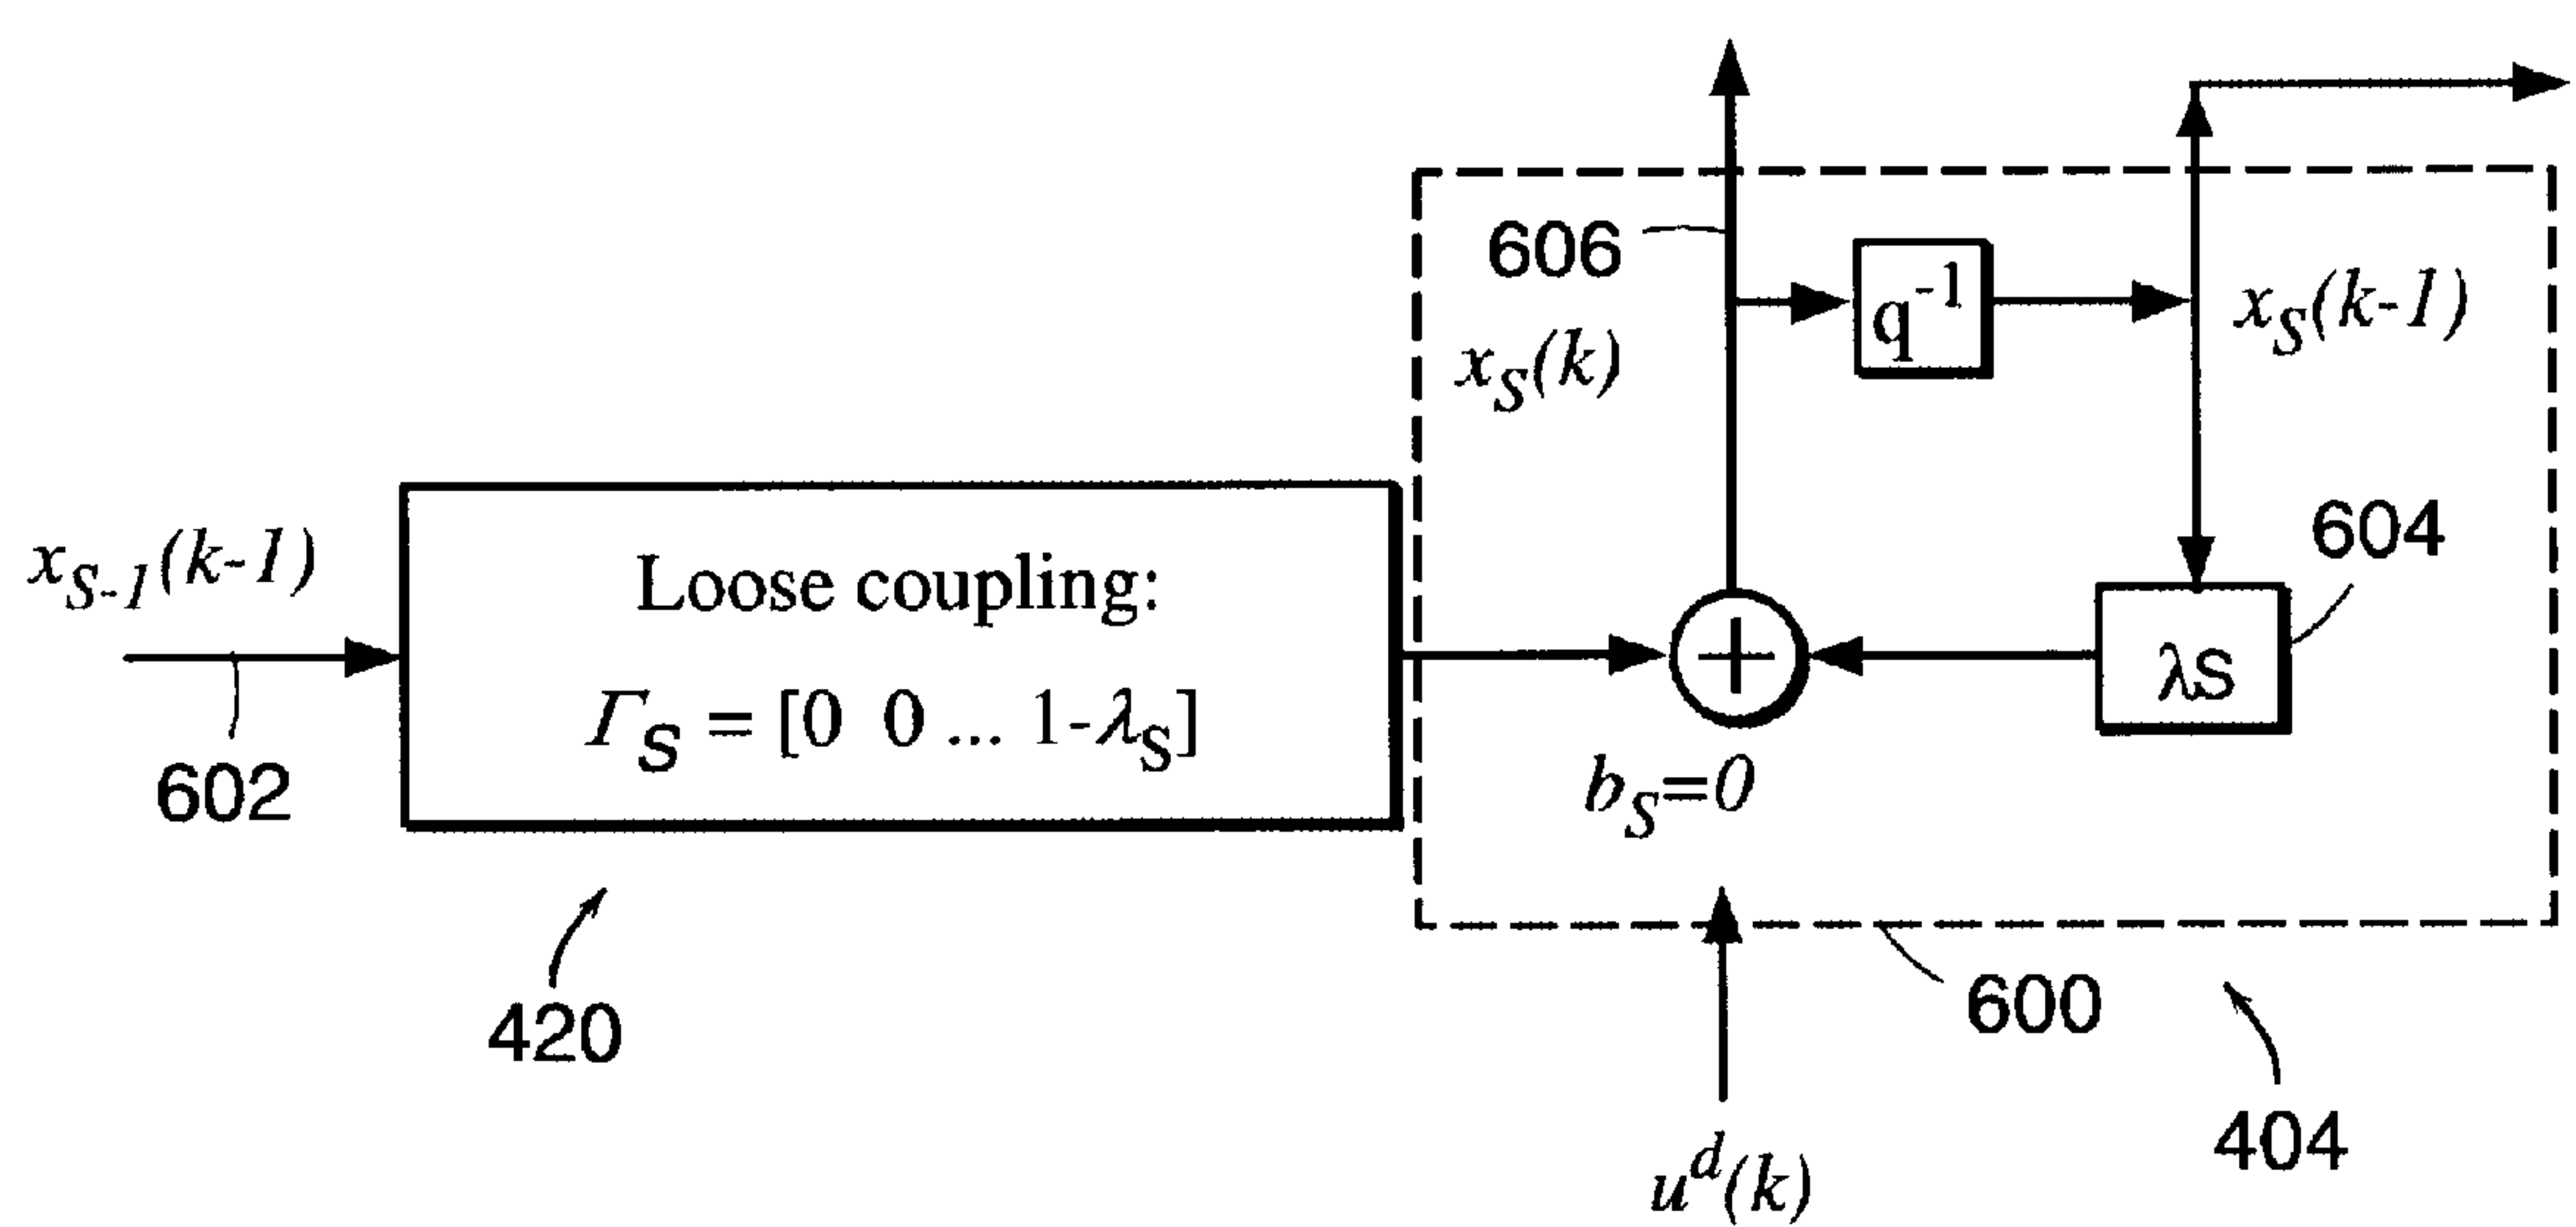 606
x_S(k)
q^-1
x_S(k-1)
x_S-1(k-1)
602
Loose coupling:
Γ_S = [0 0 ... 1-λ_S]
604
λS
b_S=0
420
600
404
u^d(k)